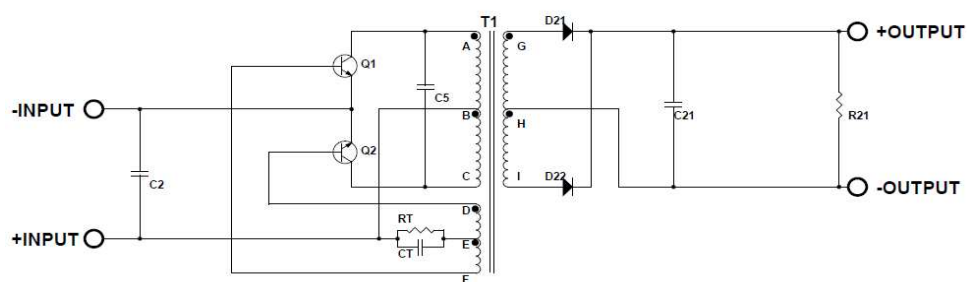 T1
D21
+OUTPUT
A
G
Q1
C5
-INPUT
B
H
C21
R21
Q2
C2
C
I
D22
-OUTPUT
D
RT
+INPUT
E
CT
F